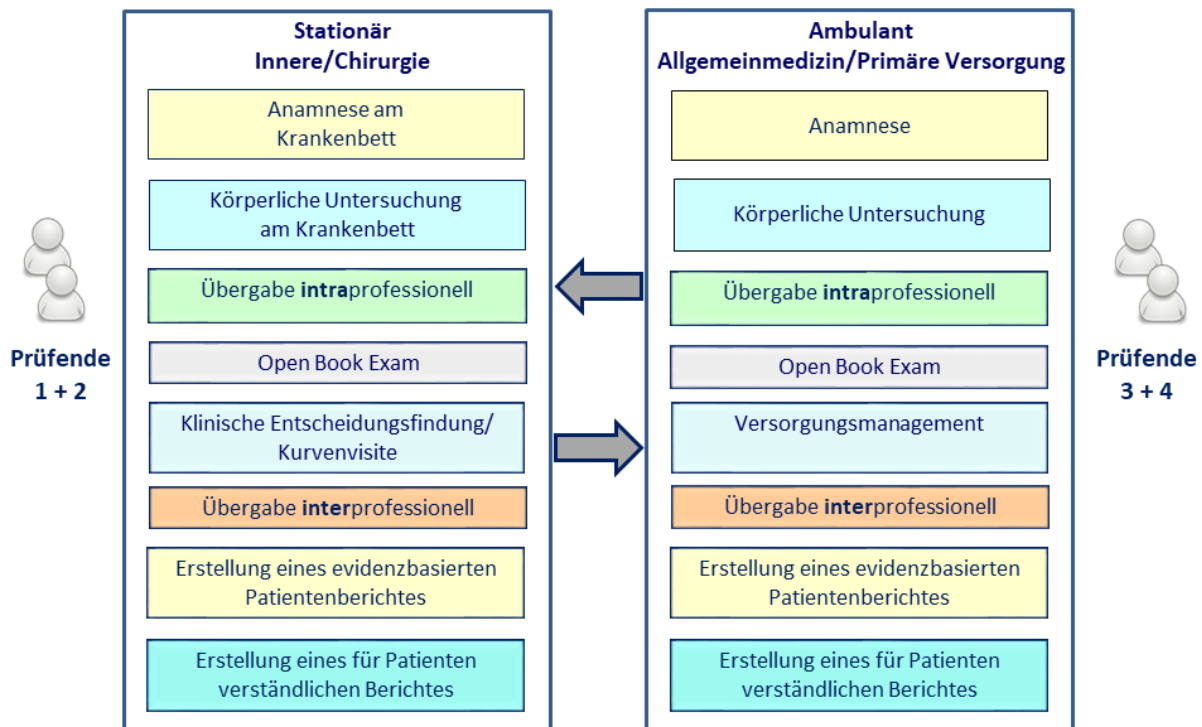 Stationär
Innere/Chirurgie
Anamnese am
Krankenbett
Körperliche Untersuchung
am Krankenbett
Übergabe intraprofessionell
Open Book Exam
Klinische Entscheidungsfindung/
Kurvenvisite
Übergabe interprofessionell
Erstellung eines evidenzbasierten
Patientenberichtes
Erstellung eines für Patienten
verständlichen Berichtes
Prüfende
1 + 2
Ambulant
Allgemeinmedizin/Primäre Versorgung
Anamnese
Körperliche Untersuchung
Übergabe intraprofessionell
Open Book Exam
Versorgungsmanagement
Übergabe interprofessionell
Erstellung eines evidenzbasierten
Patientenberichtes
Erstellung eines für Patienten
verständlichen Berichtes
Prüfende
3 + 4